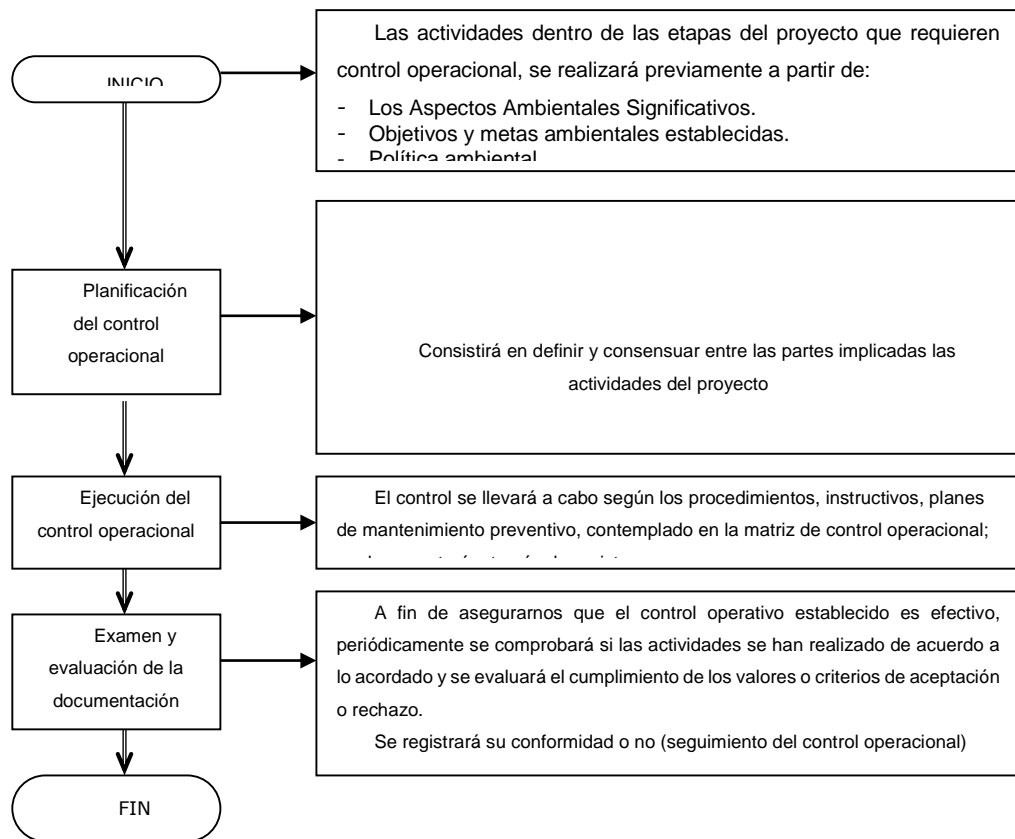 INICIO
Las actividades dentro de las etapas del proyecto que requieren
control operacional, se realizará previamente a partir de:
- Los Aspectos Ambientales Significativos.
- Objetivos y metas ambientales establecidas.
- Política ambiental
Planificación
del control
operacional
Consistirá en definir y consensuar entre las partes implicadas las
actividades del proyecto
Ejecución del
control operacional
El control se llevará a cabo según los procedimientos, instructivos, planes
de mantenimiento preventivo, contemplado en la matriz de control operacional;
Examen y
evaluación de la
documentación
A fin de asegurarnos que el control operativo establecido es efectivo,
periódicamente se comprobará si las actividades se han realizado de acuerdo a
lo acordado y se evaluará el cumplimiento de los valores o criterios de aceptación
o rechazo.
Se registrará su conformidad o no (seguimiento del control operacional)
FIN